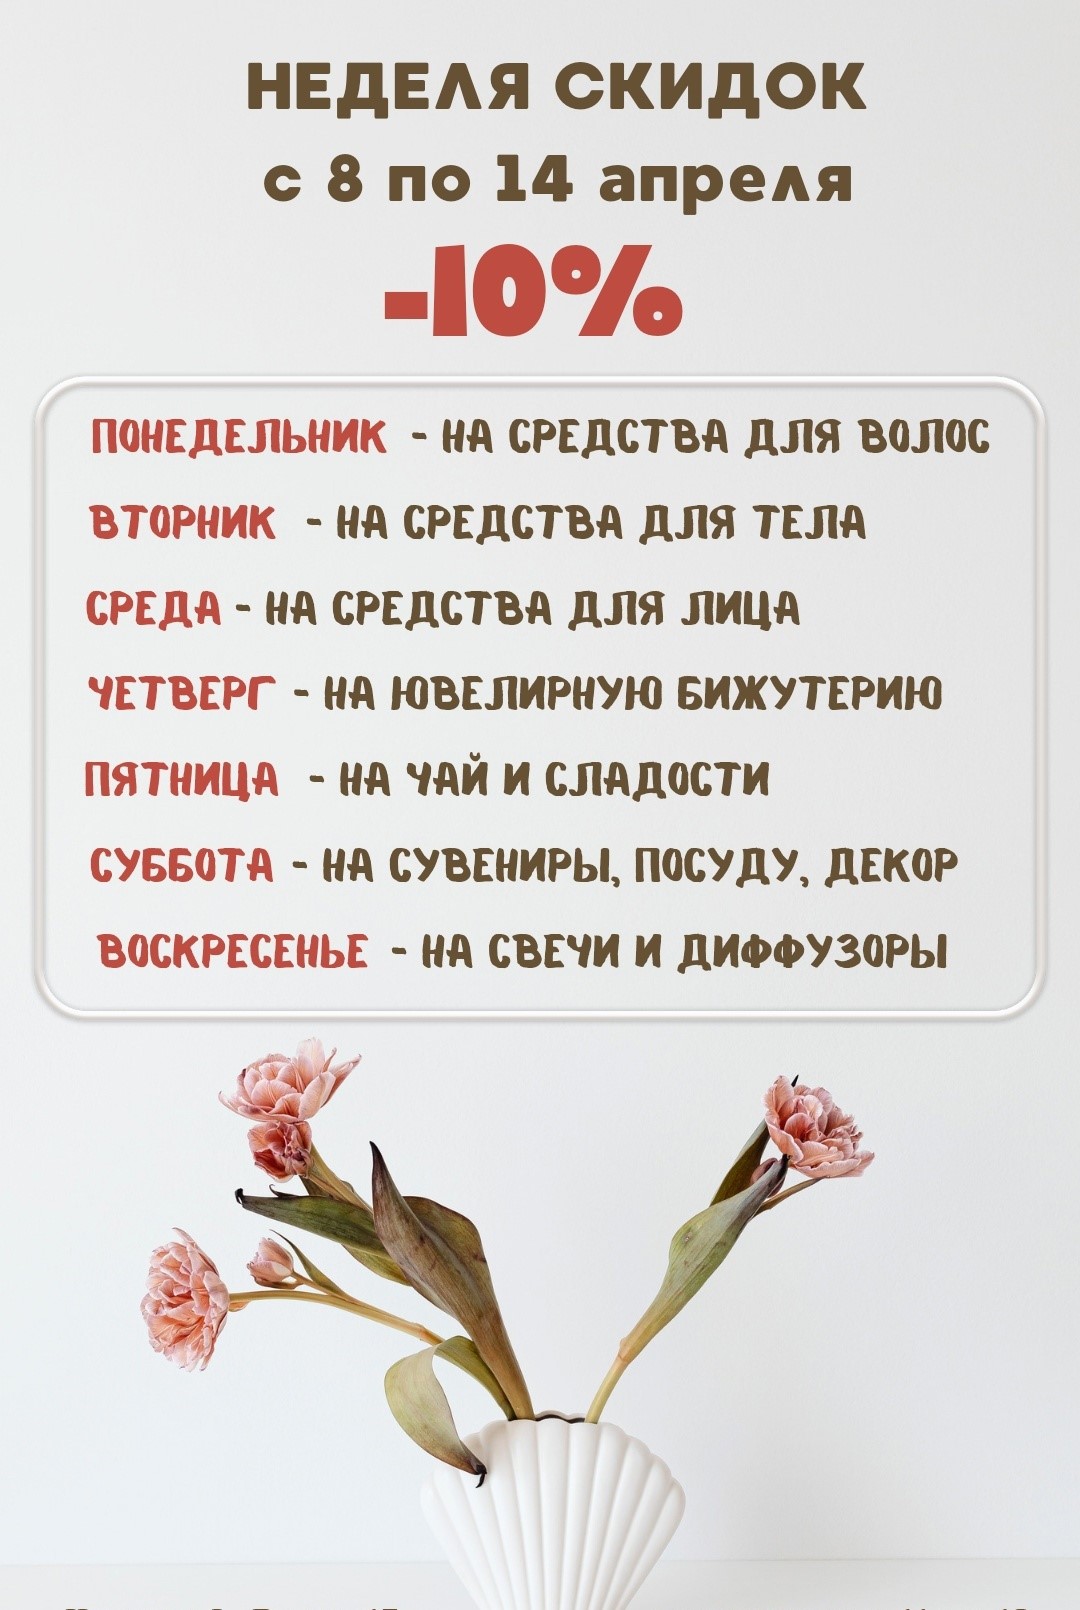 НЕДЕЛЯ СКИДОК
с 8 по 14 апреля
-10%
ПОНЕДЕЛЬНИК - НА СРЕДСТВА ДЛЯ ВОЛОС
ВТОРНИК - НА СРЕДСТВА ДЛЯ ТЕЛА
СРЕДА - НА СРЕДСТВА ДЛЯ ЛИЦА
ЧЕТВЕРГ - НА ЮВЕЛИРНУЮ БИЖУТЕРИЮ
ПЯТНИЦА - НА ЧАЙ И СЛАДОСТИ
СУББОТА - НА СУВЕНИРЫ, ПОСУДУ, ДЕКОР
ВОСКРЕСЕНЬЕ - НА СВЕЧИ И ДИФФУЗОРЫ